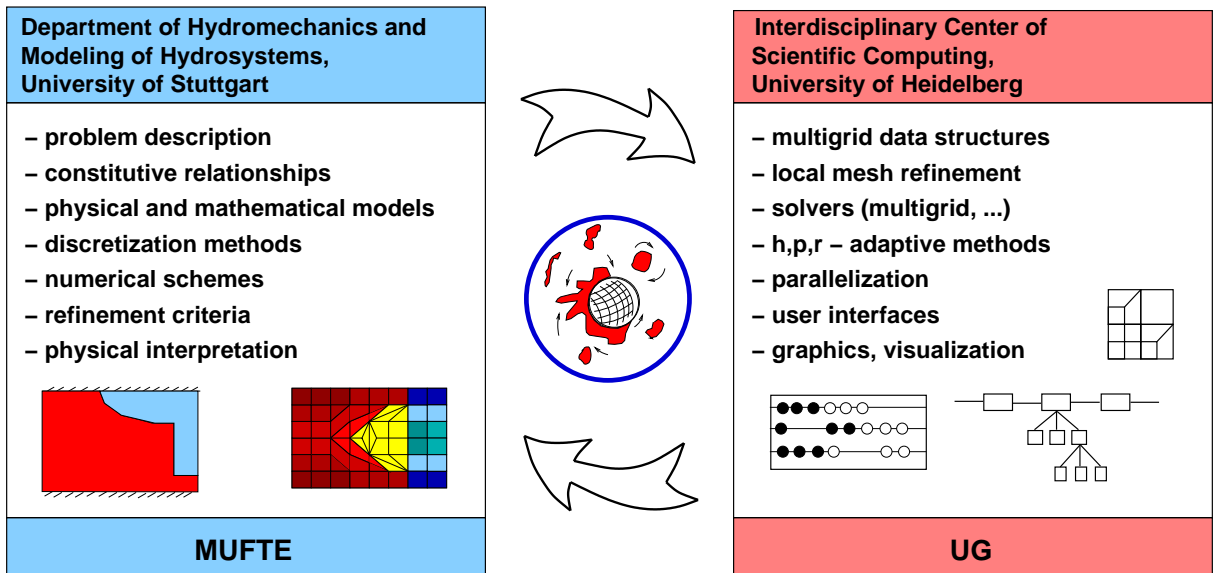 Department of Hydromechanics and
Modeling of Hydrosystems,
University of Stuttgart
– problem description
– constitutive relationships
– physical and mathematical models
– discretization methods
– numerical schemes
– refinement criteria
– physical interpretation
MUFTE
Interdisciplinary Center of
Scientific Computing,
University of Heidelberg
– multigrid data structures
– local mesh refinement
– solvers (multigrid, ...)
– h,p,r – adaptive methods
– parallelization
– user interfaces
– graphics, visualization
UG